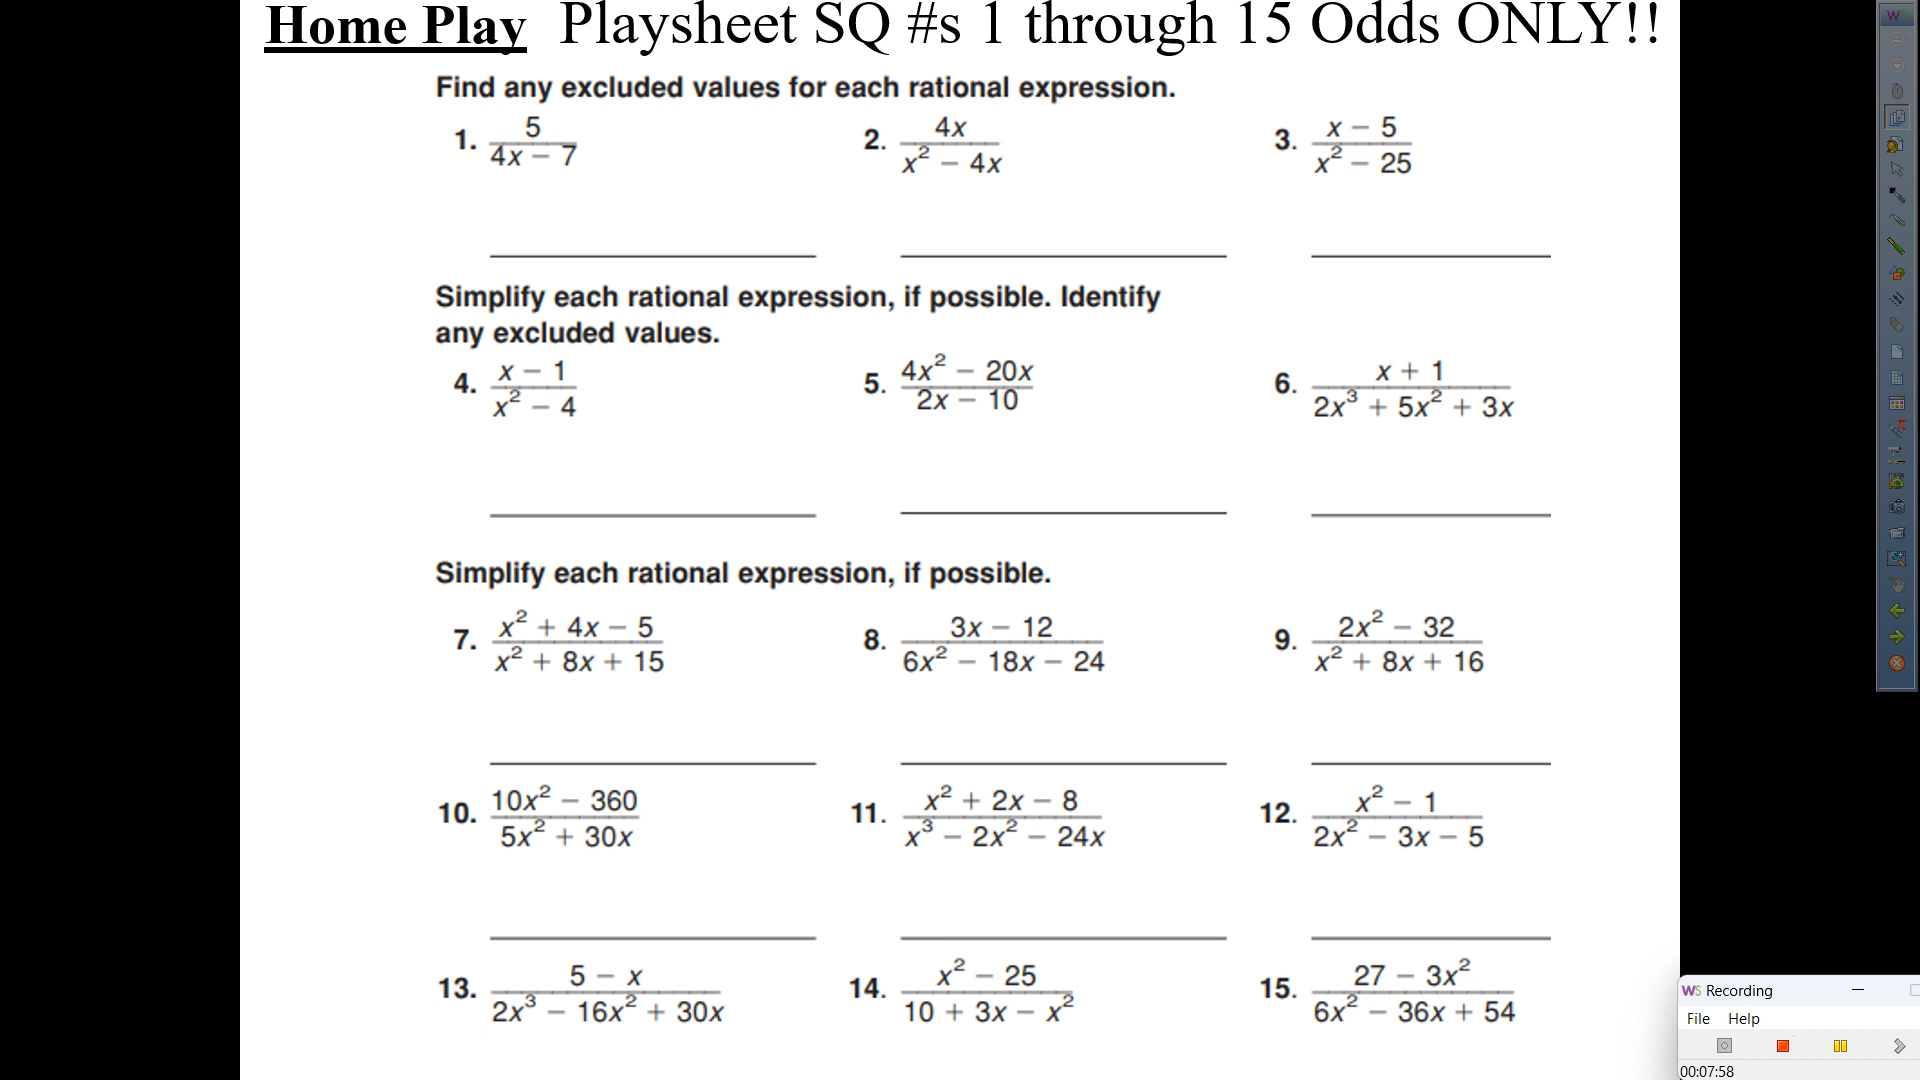 Home Play Playsheet SQ #s 1 through 15 Odds ONLY!!
Find any excluded values for each rational expression.
1. 5/(4x − 7) 2. 4x/(x² − 4x) 3. (x − 5)/(x² − 25)
Simplify each rational expression, if possible. Identify
any excluded values.
4. (x − 1)/(x² − 4) 5. (4x² − 20x)/(2x − 10) 6. (x + 1)/(2x³ + 5x² + 3x)
Simplify each rational expression, if possible.
7. (x² + 4x − 5)/(x² + 8x + 15) 8. (3x − 12)/(6x² − 18x − 24) 9. (2x² − 32)/(x² + 8x + 16)
10. (10x² − 360)/(5x² + 30x) 11. (x² + 2x − 8)/(x³ − 2x² − 24x) 12. (x² − 1)/(2x² − 3x − 5)
13. (5 − x)/(2x³ − 16x² + 30x) 14. (x² − 25)/(10 + 3x − x²) 15. (27 − 3x²)/(6x² − 36x + 54)
WS
WS Recording
File Help
00:07:58